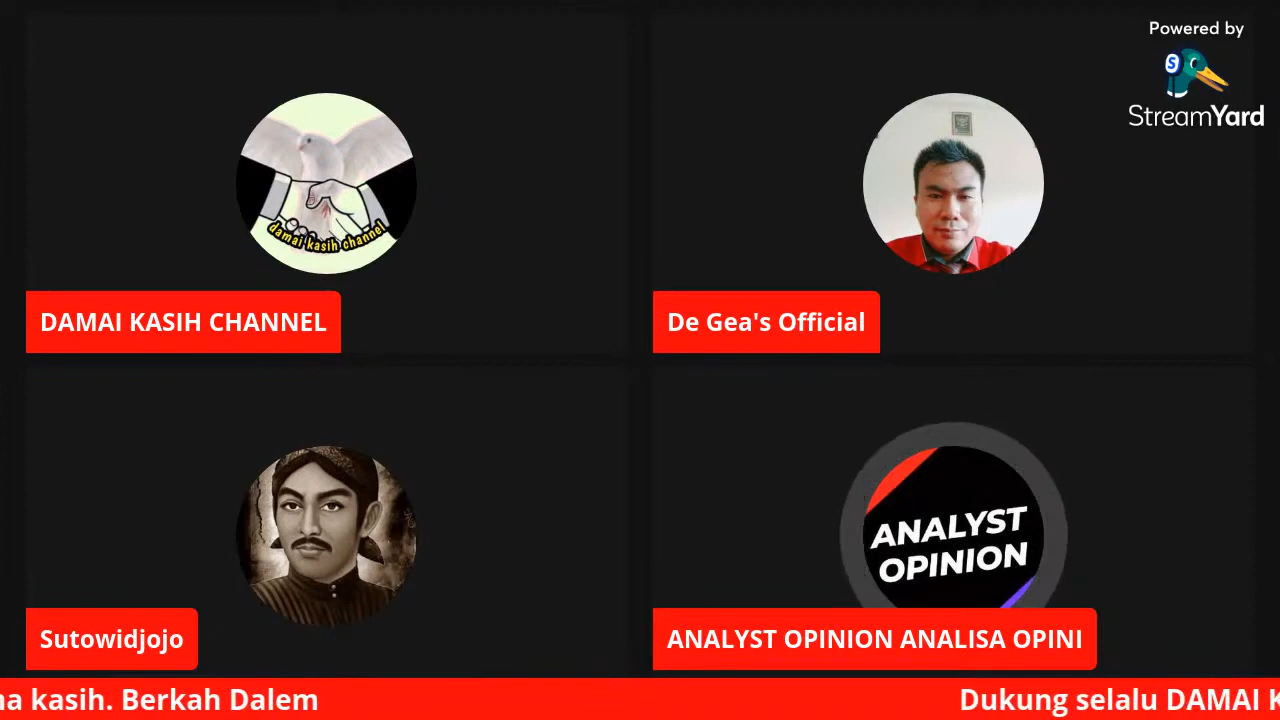 Powered by
S
StreamYard
damai kasih channel
DAMAI KASIH CHANNEL
De Gea's Official
Sutowidjojo
ANALYST
OPINION
ANALYST OPINION ANALISA OPINI
kasih. Berkah Dalem
Dukung selalu DAMAI